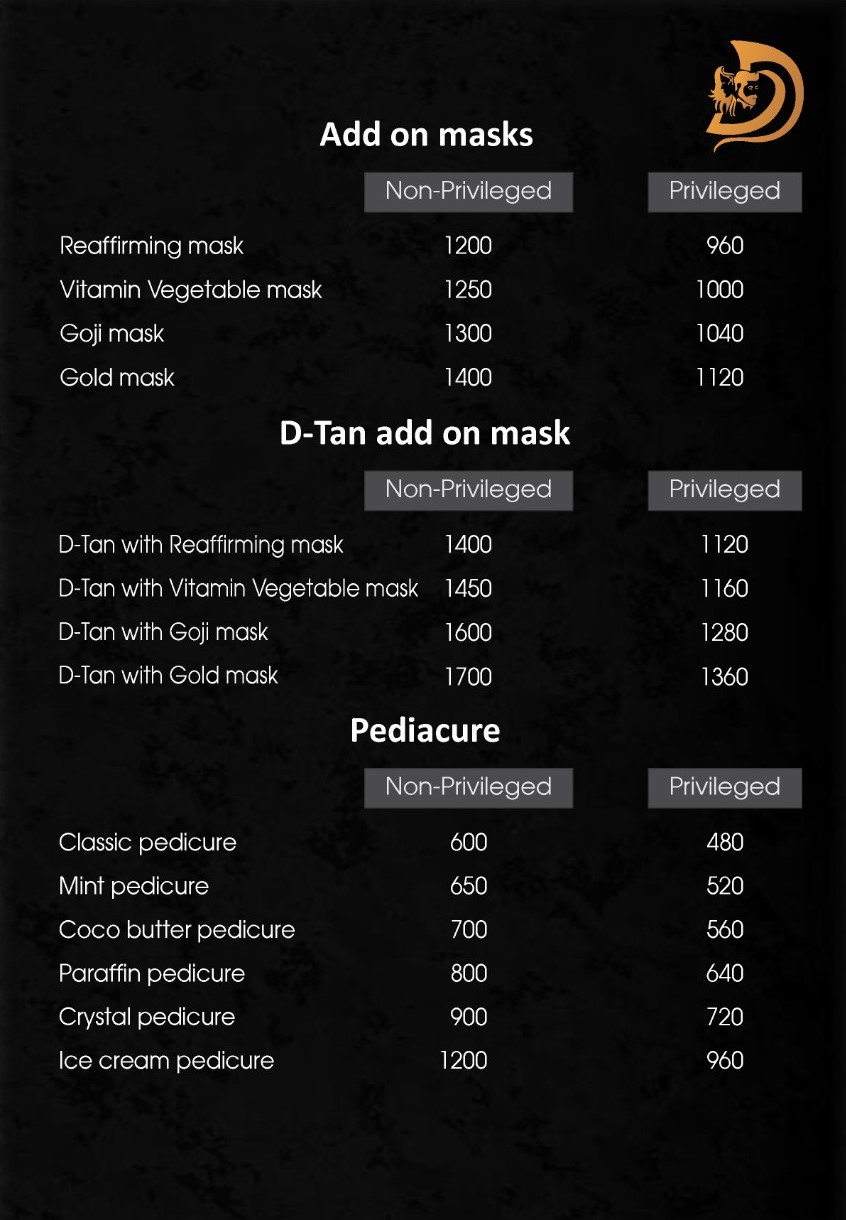 Add on masks
Non-Privileged Privileged
Reaffirming mask 1200 960
Vitamin Vegetable mask 1250 1000
Goji mask 1300 1040
Gold mask 1400 1120
D-Tan add on mask
Non-Privileged Privileged
D-Tan with Reaffirming mask 1400 1120
D-Tan with Vitamin Vegetable mask 1450 1160
D-Tan with Goji mask 1600 1280
D-Tan with Gold mask 1700 1360
Pediacure
Non-Privileged Privileged
Classic pedicure 600 480
Mint pedicure 650 520
Coco butter pedicure 700 560
Paraffin pedicure 800 640
Crystal pedicure 900 720
Ice cream pedicure 1200 960